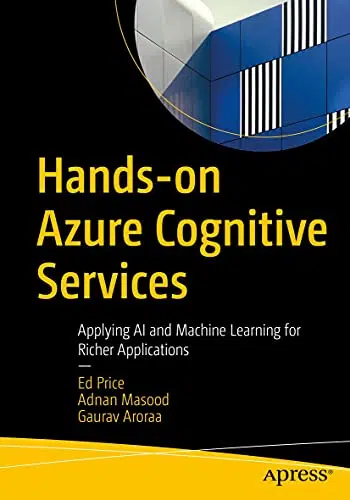 Hands-on
Azure Cognitive
Services
Applying AI and Machine Learning for
Richer Applications
—
Ed Price
Adnan Masood
Gaurav Aroraa
Apress®